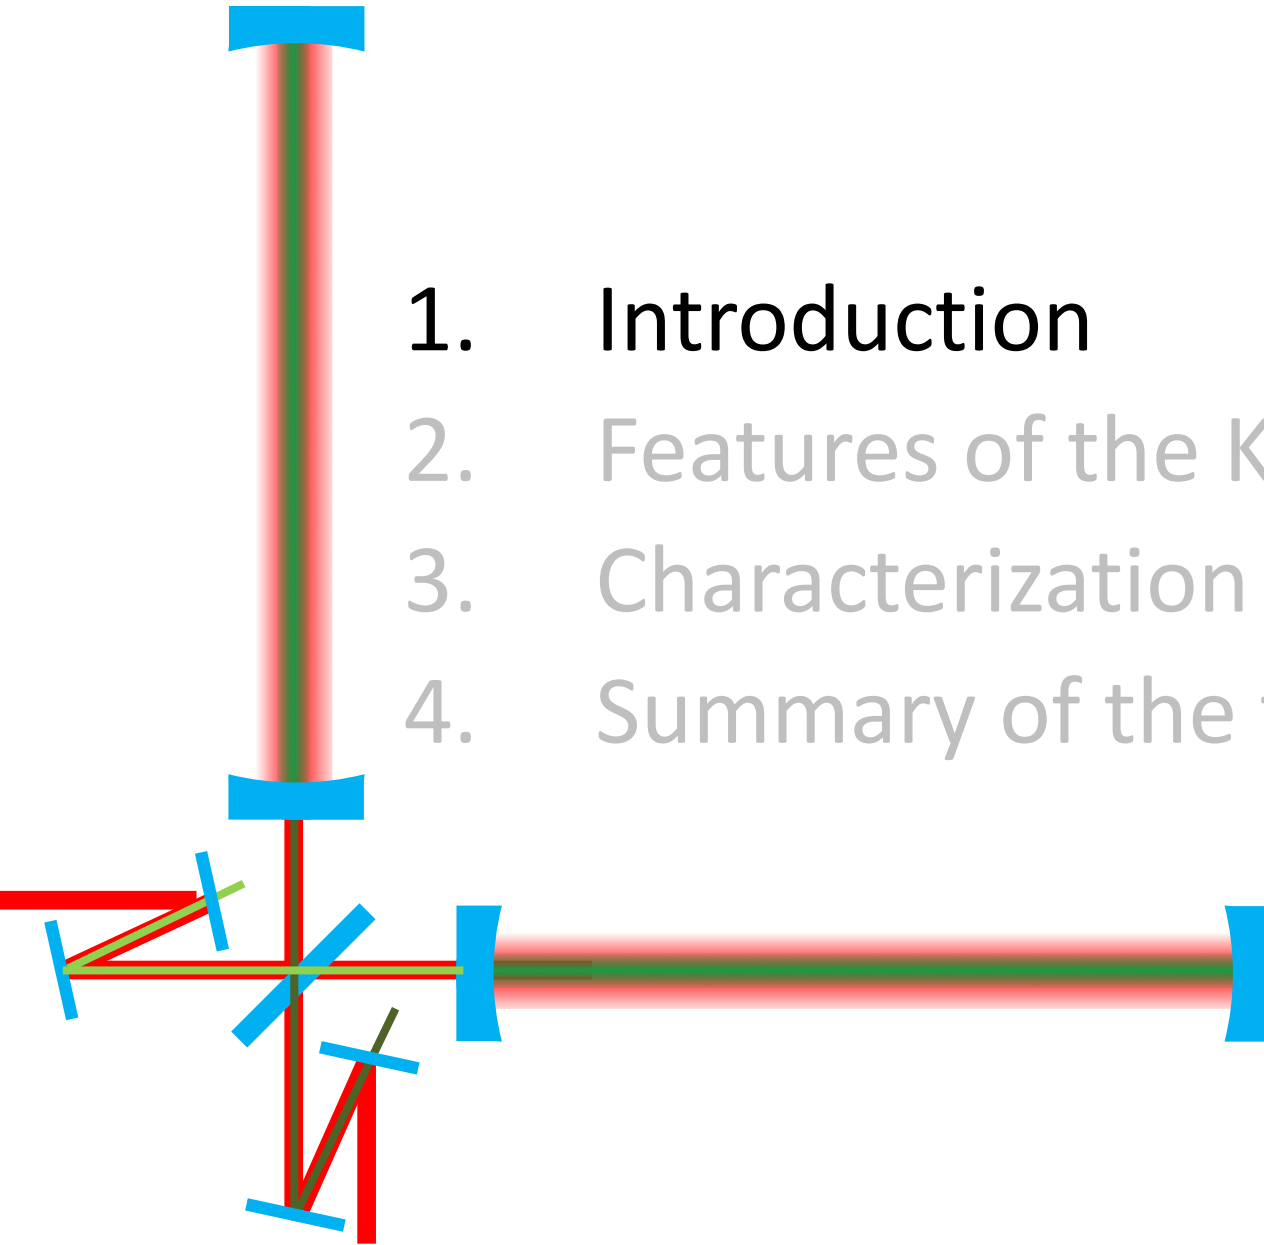 1. Introduction
2. Features of the K
3. Characterization
4. Summary of the